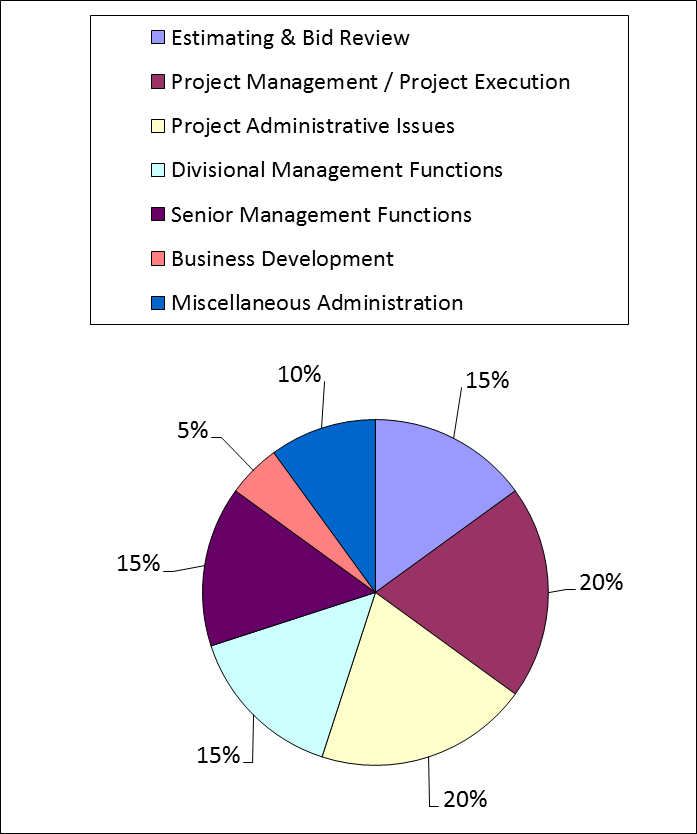 Estimating & Bid Review
Project Management / Project Execution
Project Administrative Issues
Divisional Management Functions
Senior Management Functions
Business Development
Miscellaneous Administration
10%
15%
5%
15%
20%
15%
20%